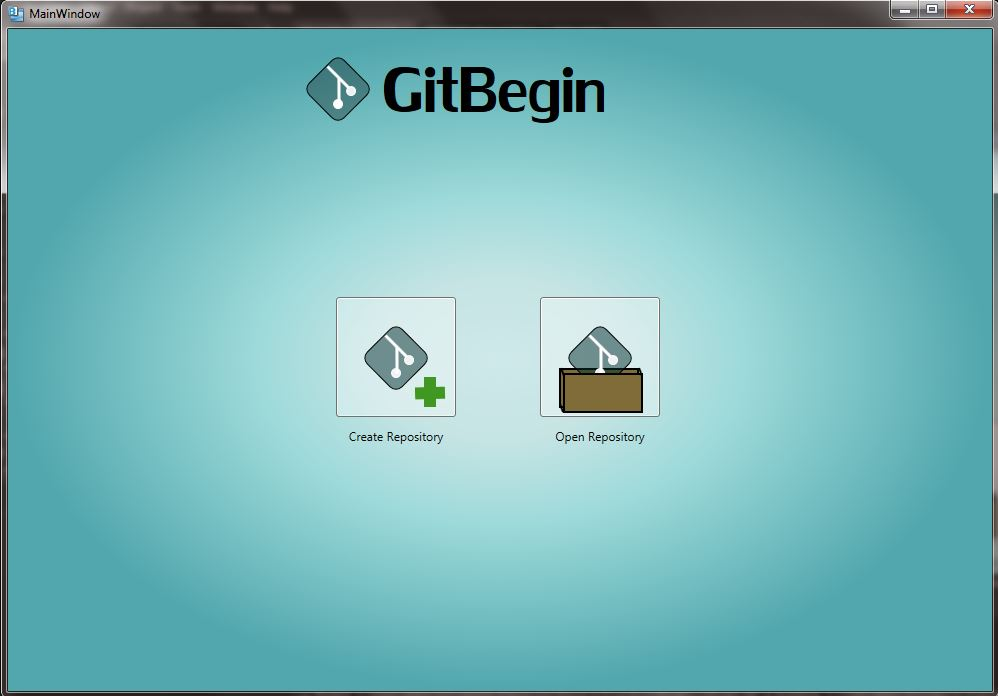 MainWindow
GitBegin
Create Repository
Open Repository